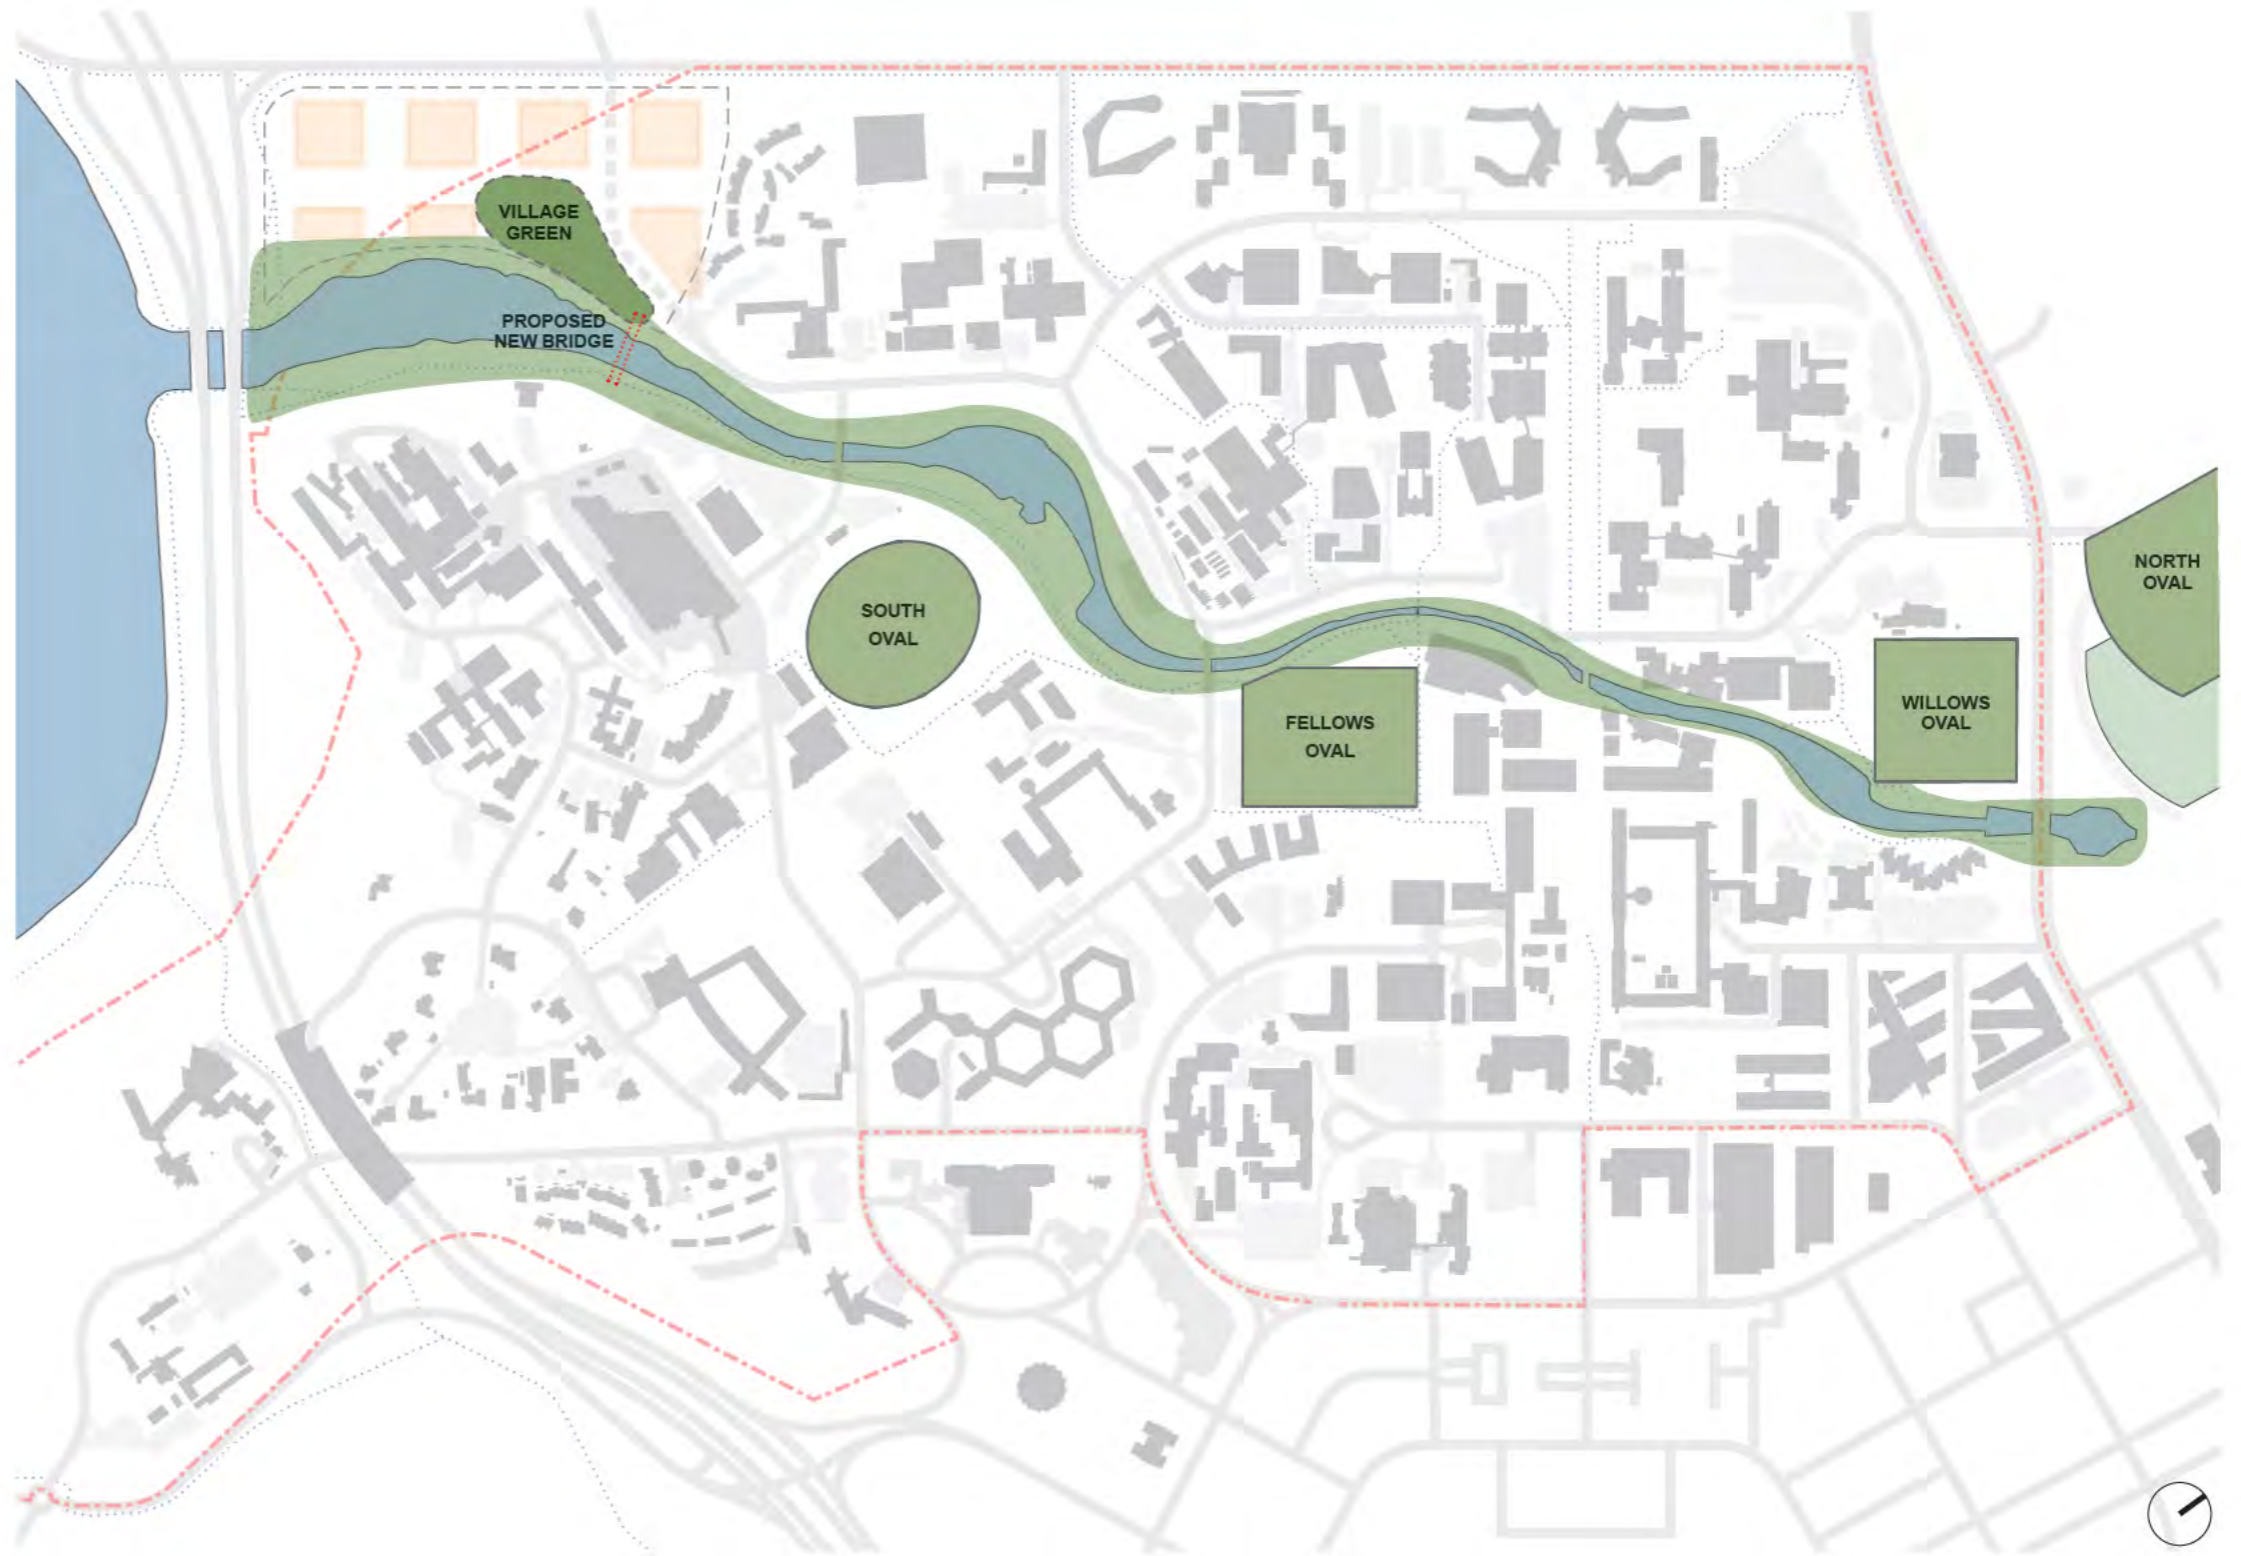 VILLAGE
GREEN
PROPOSED
NEW BRIDGE
SOUTH
OVAL
FELLOWS
OVAL
WILLOWS
OVAL
NORTH
OVAL